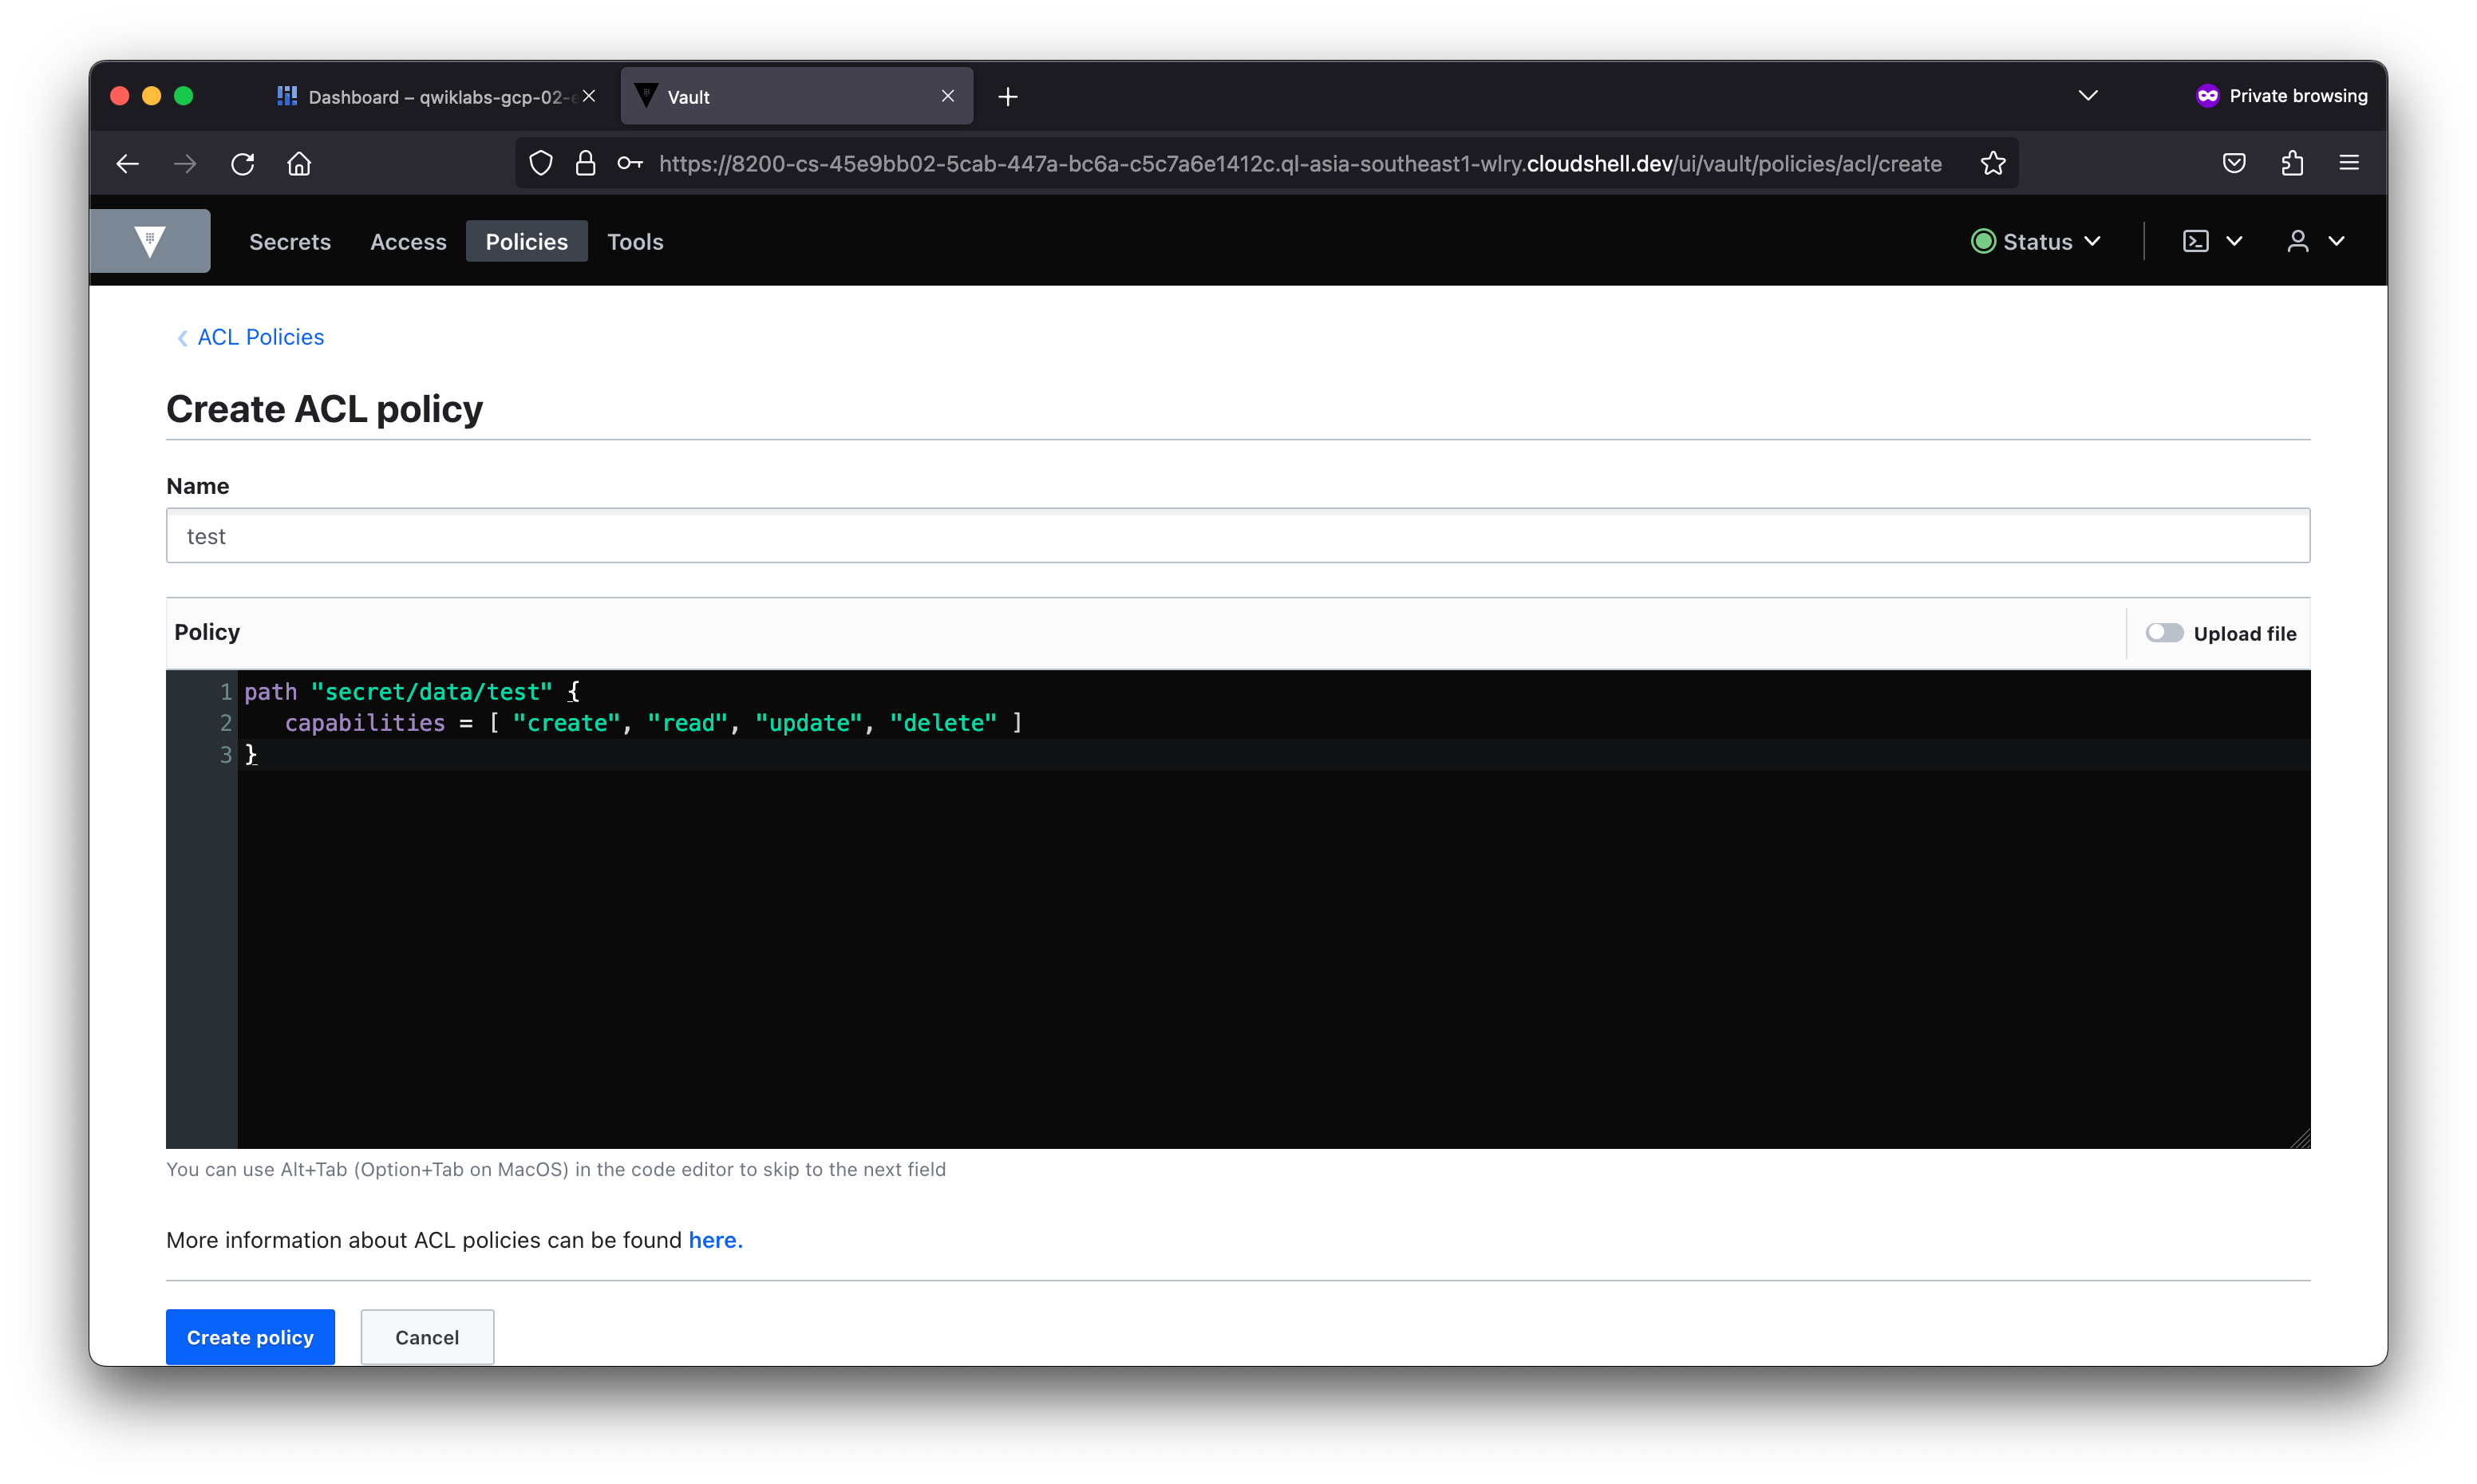 Dashboard – qwiklabs-gcp-02-
Vault
Private browsing
https://8200-cs-45e9bb02-5cab-447a-bc6a-c5c7a6e1412c.ql-asia-southeast1-wlry.cloudshell.dev/ui/vault/policies/acl/create
Secrets Access Policies Tools
Status
ACL Policies
Create ACL policy
Name
test
Policy
Upload file
1 path "secret/data/test" {
2 capabilities = [ "create", "read", "update", "delete" ]
3 }
You can use Alt+Tab (Option+Tab on MacOS) in the code editor to skip to the next field
More information about ACL policies can be found here.
Create policy
Cancel